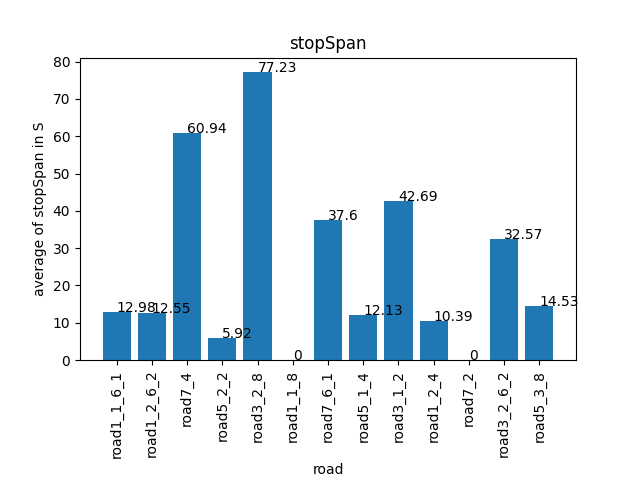 stopSpan
average of stopSpan in S
80
70
60
50
40
30
20
10
0
12.98
12.55
60.94
5.92
77.23
0
37.6
12.13
42.69
10.39
0
32.57
14.53
road1_1_6_1
road1_2_6_2
road7_4
road5_2_2
road3_2_8
road1_1_8
road7_6_1
road5_1_4
road3_1_2
road1_2_4
road7_2
road3_2_6_2
road5_3_8
road